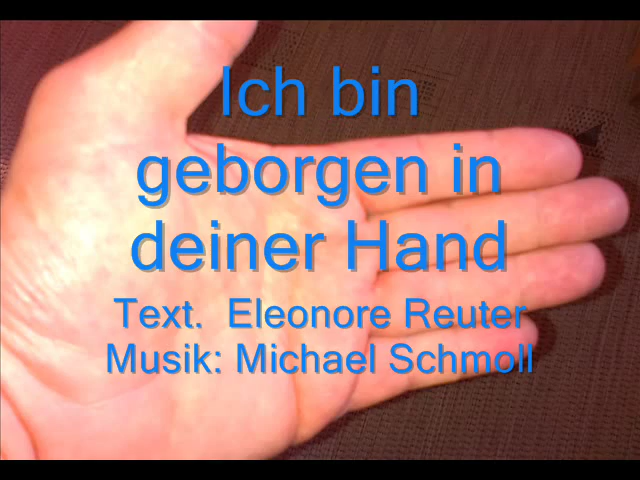 Ich bin
geborgen in
deiner Hand
Text.  Eleonore Reuter
Musik: Michael Schmoll